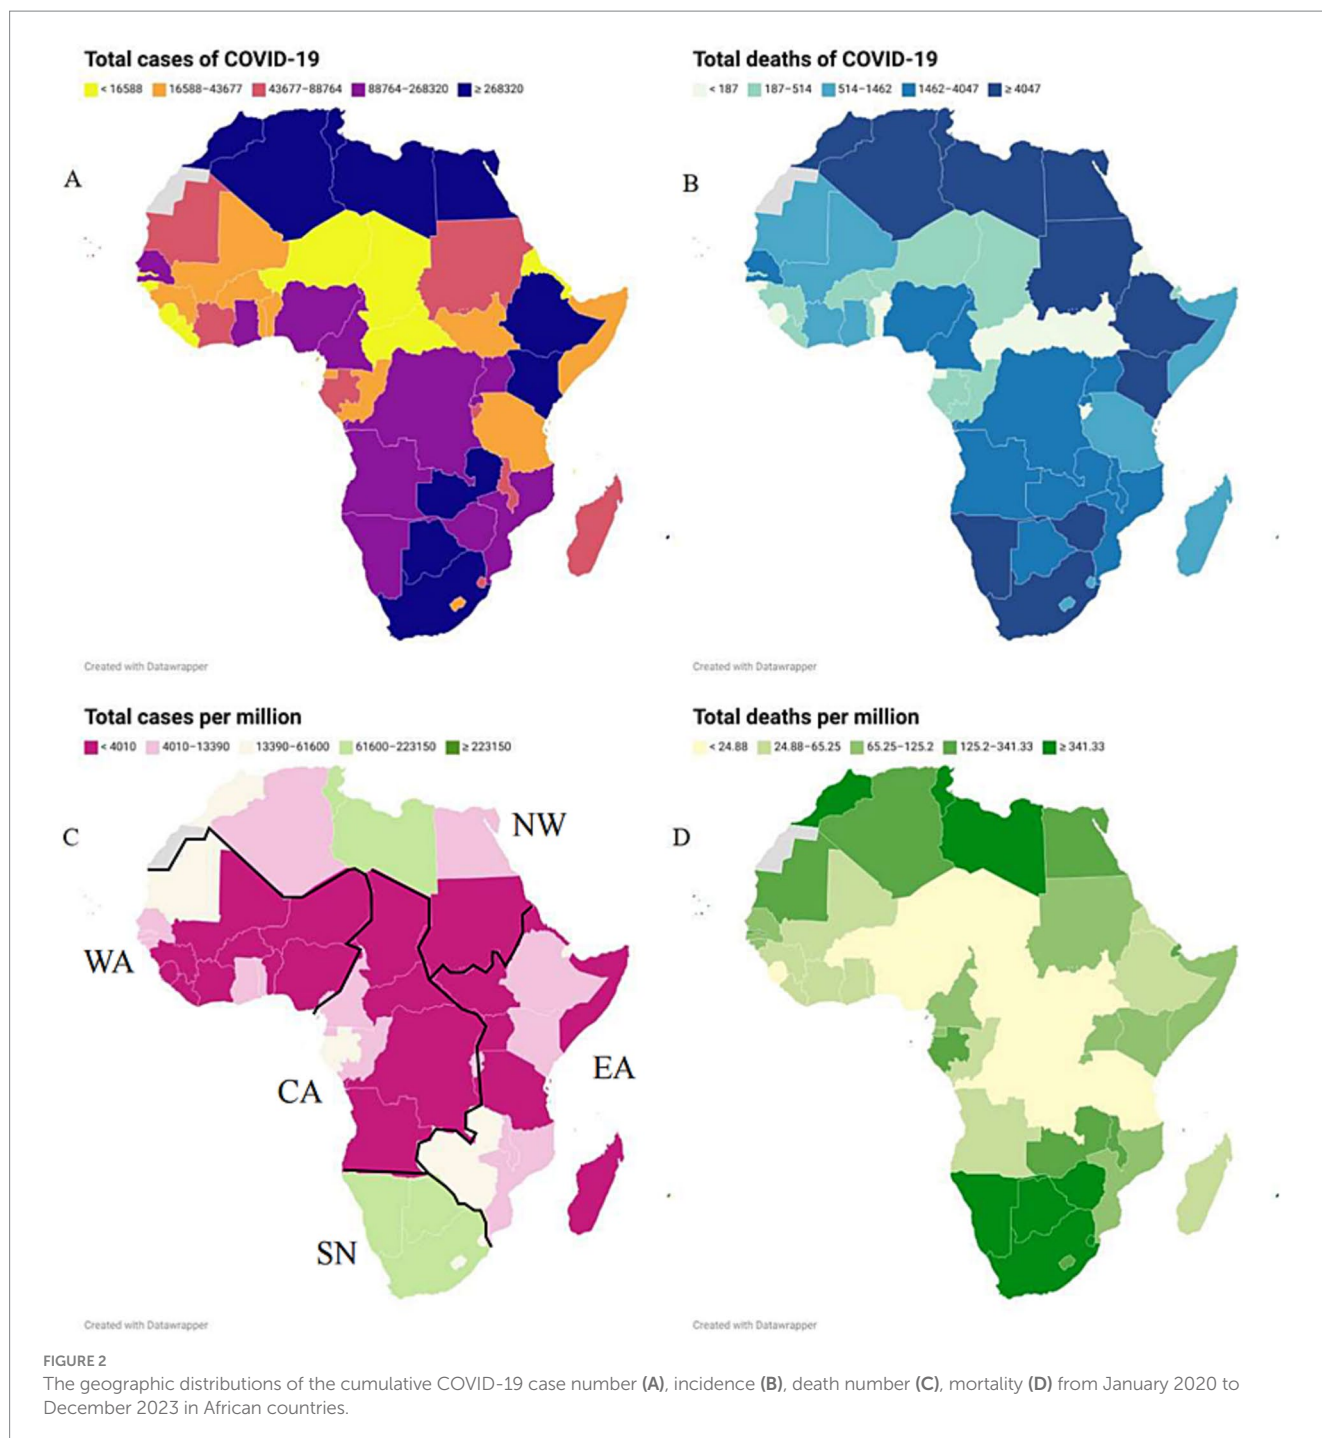 Total cases of COVID-19
< 16588 16588–43677 43677–88764 88764–268320 ≥ 268320
A
Created with Datawrapper
Total deaths of COVID-19
< 187 187–514 514–1462 1462–4047 ≥ 4047
B
Created with Datawrapper
Total cases per million
< 4010 4010–13390 13390–61600 61600–223150 ≥ 223150
C
NW
WA
CA
EA
SN
Created with Datawrapper
Total deaths per million
< 24.88 24.88–65.25 65.25–125.2 125.2–341.33 ≥ 341.33
D
Created with Datawrapper
FIGURE 2
The geographic distributions of the cumulative COVID-19 case number (A), incidence (B), death number (C), mortality (D) from January 2020 to
December 2023 in African countries.